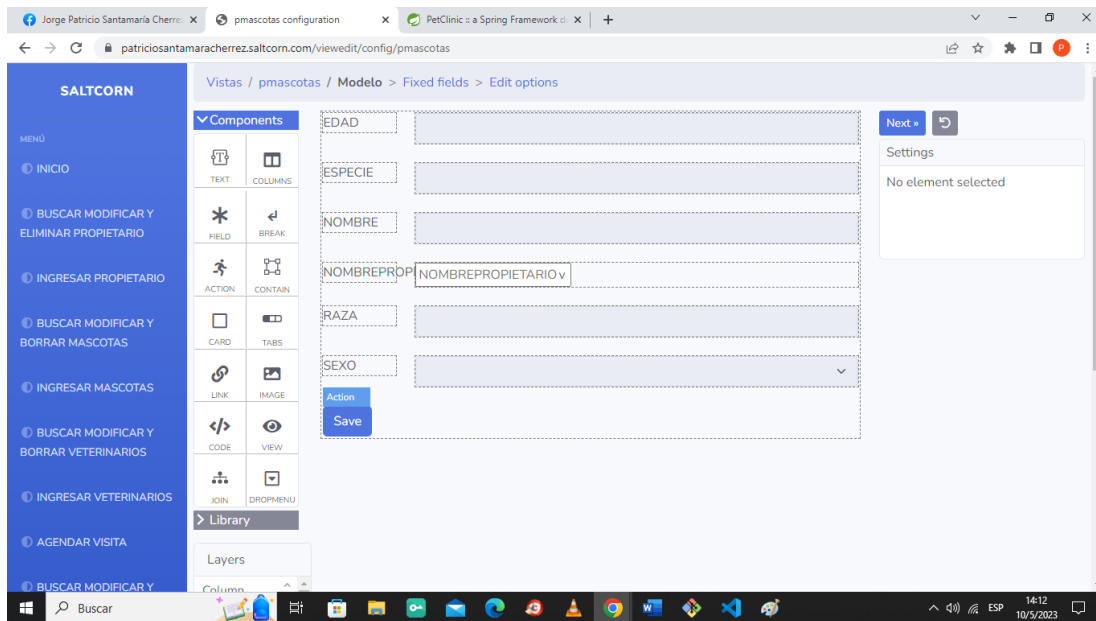 Jorge Patricio Santamaría Cherre
pmascotas configuration
PetClinic :: a Spring Framework d
patriciosantamaracherrez.saltcorn.com/viewedit/config/pmascotas
P
SALTCORN
MENÚ
INICIO
BUSCAR MODIFICAR Y
ELIMINAR PROPIETARIO
INGRESAR PROPIETARIO
BUSCAR MODIFICAR Y
BORRAR MASCOTAS
INGRESAR MASCOTAS
BUSCAR MODIFICAR Y
BORRAR VETERINARIOS
INGRESAR VETERINARIOS
AGENDAR VISITA
BUSCAR MODIFICAR Y
Vistas / pmascotas / Modelo > Fixed fields > Edit options
Components
TEXT COLUMNS
FIELD BREAK
ACTION CONTAIN
CARD TABS
LINK IMAGE
CODE VIEW
JOIN DROPMENU
Library
Layers
Column
EDAD
ESPECIE
NOMBRE
NOMBREPROPI NOMBREPROPIETARIO v
RAZA
SEXO
Action
Save
Next »
Settings
No element selected
Buscar
ESP
14:12
10/5/2023